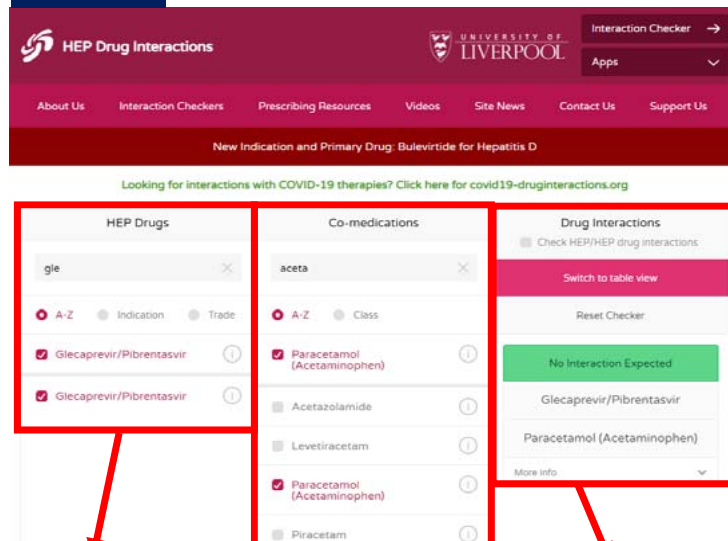 HEP Drug Interactions
UNIVERSITY OF
LIVERPOOL
Interaction Checker →
Apps
About Us Interaction Checkers Prescribing Resources Videos Site News Contact Us Support Us
New Indication and Primary Drug: Bulevirtide for Hepatitis D
Looking for interactions with COVID-19 therapies? Click here for covid19-druginteractions.org
HEP Drugs
gle
A-Z Indication Trade
Glecaprevir/Pibrentasvir
Glecaprevir/Pibrentasvir
Co-medications
aceta
A-Z Class
Paracetamol
(Acetaminophen)
Acetazolamide
Levetiracetam
Paracetamol
(Acetaminophen)
Piracetam
Drug Interactions
Check HEP/HEP drug interactions
Switch to table view
Reset Checker
No Interaction Expected
Glecaprevir/Pibrentasvir
Paracetamol (Acetaminophen)
More info